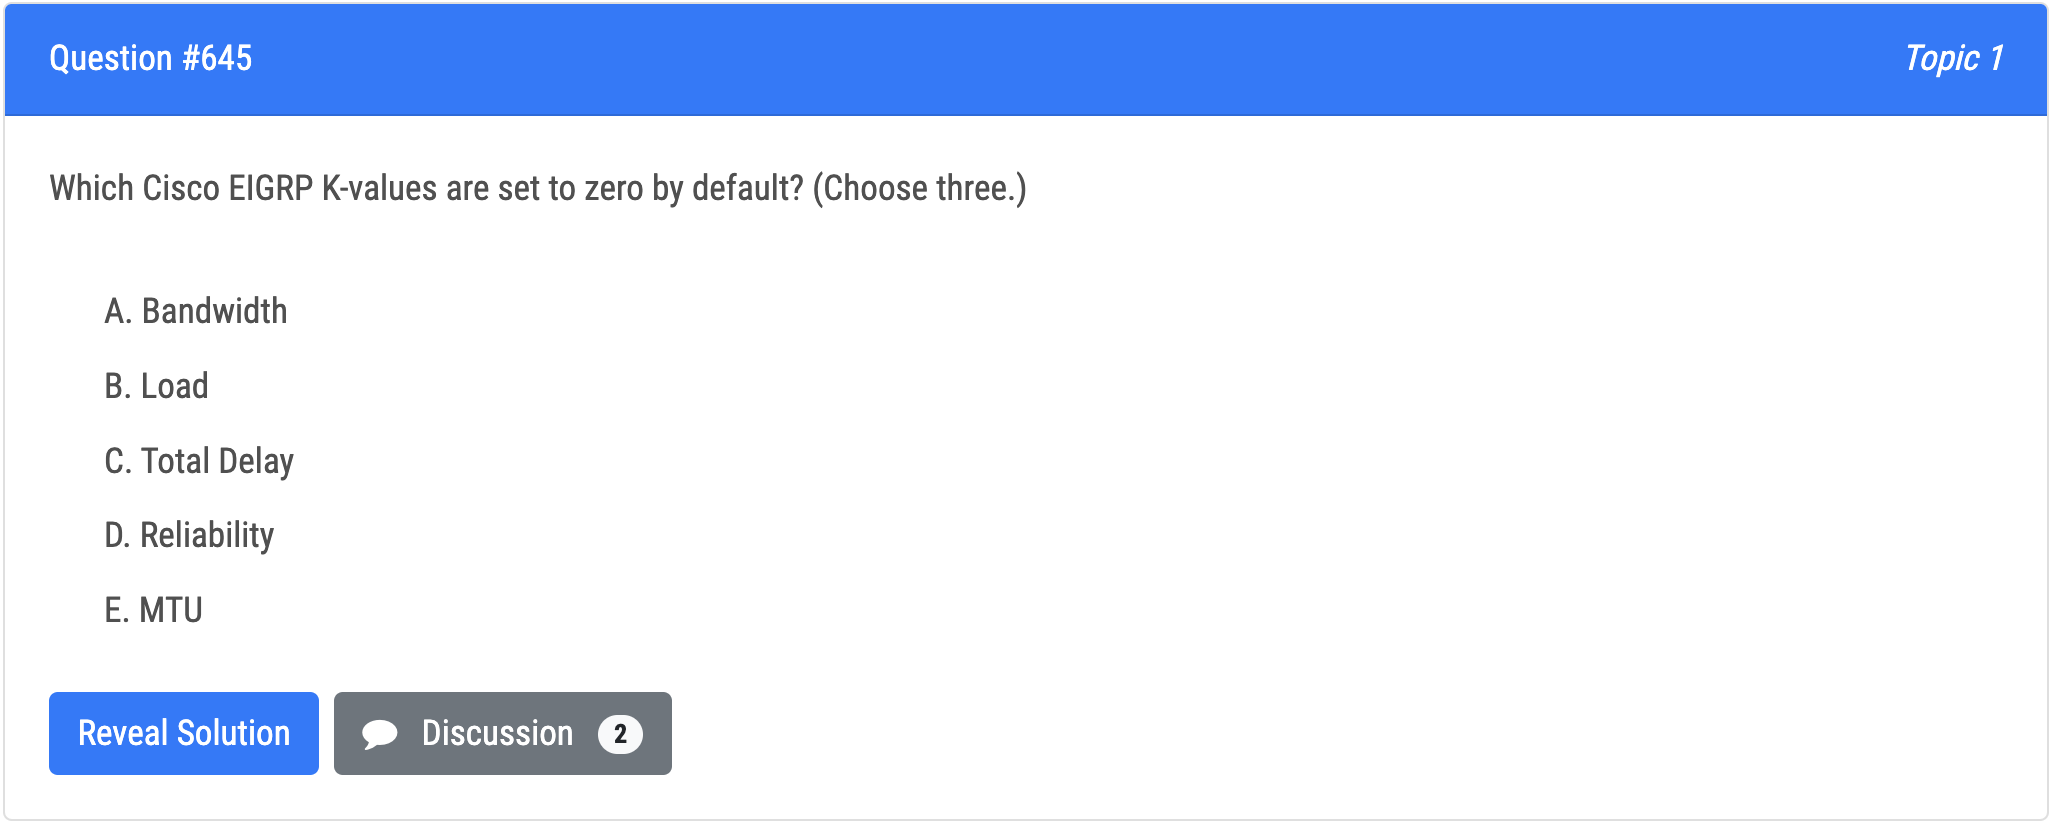 Question #645
Topic 1
Which Cisco EIGRP K-values are set to zero by default? (Choose three.)
A. Bandwidth
B. Load
C. Total Delay
D. Reliability
E. MTU
Reveal Solution
Discussion 2